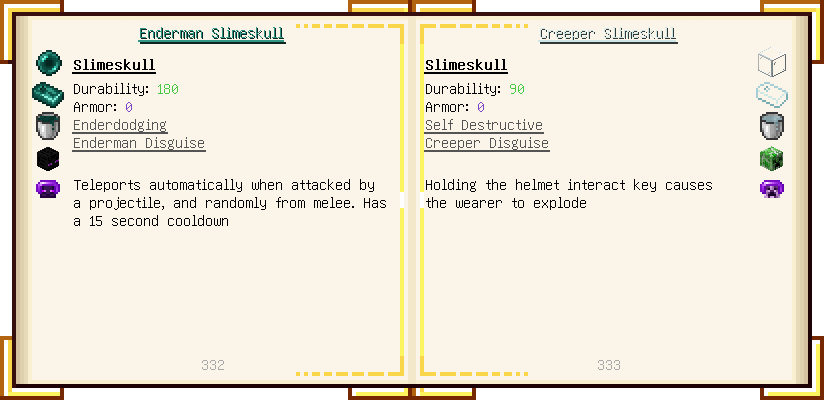 Enderman Slimeskull
Slimeskull
Durability: 180
Armor: 0
Enderdodging
Enderman Disguise
Teleports automatically when attacked by
a projectile, and randomly from melee. Has
a 15 second cooldown
332
Creeper Slimeskull
Slimeskull
Durability: 90
Armor: 0
Self Destructive
Creeper Disguise
Holding the helmet interact key causes
the wearer to explode
333